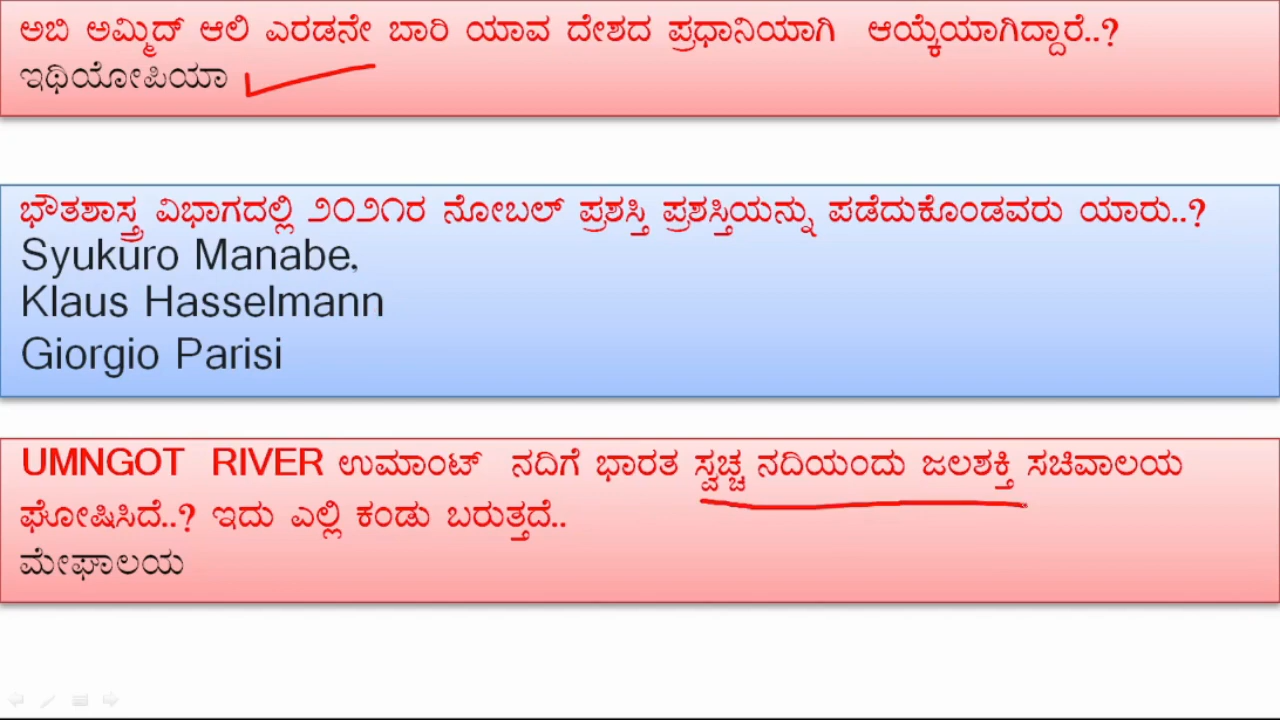 ಅಬಿ ಅಮ್ಮಿದ್ ಆಲಿ ಎರಡನೇ ಬಾರಿ ಯಾವ ದೇಶದ ಪ್ರಧಾನಿಯಾಗಿ ಆಯ್ಕೆಯಾಗಿದ್ದಾರೆ..?
ಇಥಿಯೋಪಿಯಾ
ಭೌತಶಾಸ್ತ್ರ ವಿಭಾಗದಲ್ಲಿ ೨೦೨೧ರ ನೋಬಲ್ ಪ್ರಶಸ್ತಿ ಪ್ರಶಸ್ತಿಯನ್ನು ಪಡೆದುಕೊಂಡವರು ಯಾರು..?
Syukuro Manabe,
Klaus Hasselmann
Giorgio Parisi
UMNGOT RIVER ಉಮಾಂಟ್ ನದಿಗೆ ಭಾರತ ಸ್ವಚ್ಚ ನದಿಯಂದು ಜಲಶಕ್ತಿ ಸಚಿವಾಲಯ
ಘೋಷಿಸಿದೆ..? ಇದು ಎಲ್ಲಿ ಕಂಡು ಬರುತ್ತದೆ..
ಮೇಘಾಲಯ